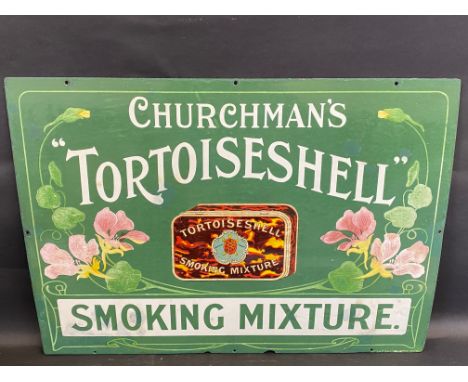 CHURCHMAN'S
"TORTOISESHELL"
TORTOISESHELL
SMOKING MIXTURE
SMOKING MIXTURE.